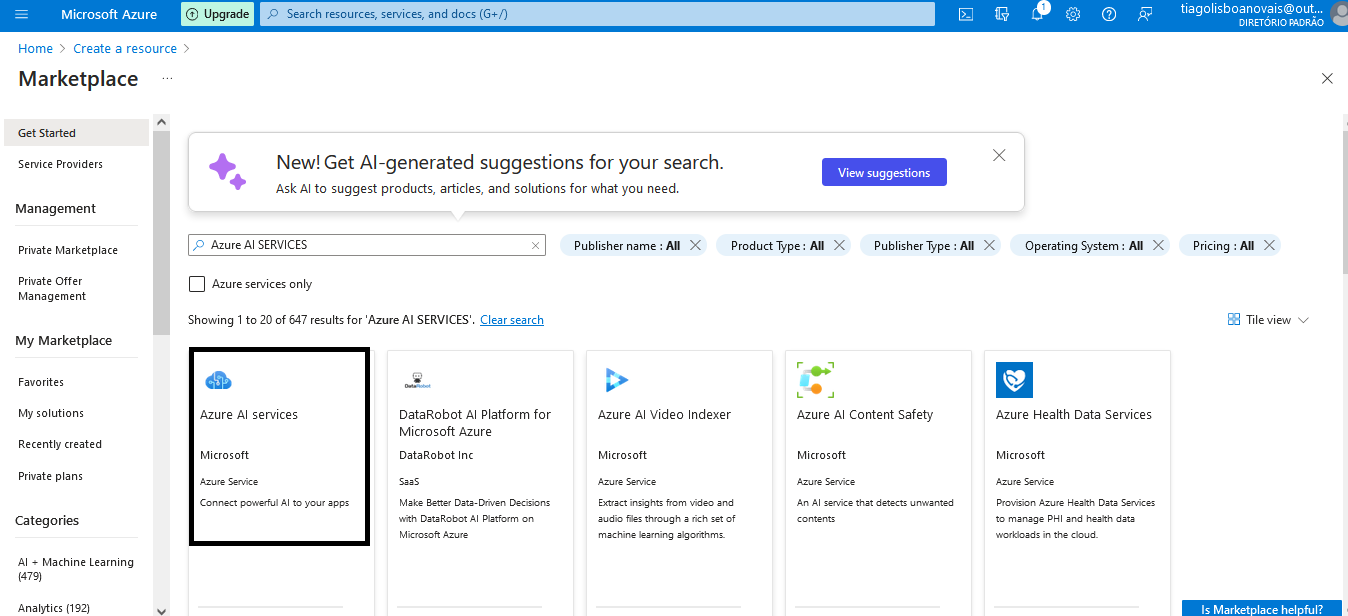 Microsoft Azure
Upgrade
Search resources, services, and docs (G+/)
1
tiagolisboanovais@out...
DIRETÓRIO PADRÃO
Home > Create a resource >
Marketplace ...
Get Started
Service Providers
Management
Private Marketplace
Private Offer
Management
My Marketplace
Favorites
My solutions
Recently created
Private plans
Categories
AI + Machine Learning
(479)
Analytics (192)
New! Get AI-generated suggestions for your search.
Ask AI to suggest products, articles, and solutions for what you need.
View suggestions
Azure AI SERVICES
Publisher name : All
Product Type : All
Publisher Type : All
Operating System : All
Pricing : All
Azure services only
Showing 1 to 20 of 647 results for 'Azure AI SERVICES'. Clear search
Tile view
Azure AI services
Microsoft
Azure Service
Connect powerful AI to your apps
DataRobot
DataRobot AI Platform for
Microsoft Azure
DataRobot Inc
SaaS
Make Better Data-Driven Decisions
with DataRobot AI Platform on
Microsoft Azure
Azure AI Video Indexer
Microsoft
Azure Service
Extract insights from video and
audio files through a rich set of
machine learning algorithms.
Azure AI Content Safety
Microsoft
Azure Service
An AI service that detects unwanted
contents
Azure Health Data Services
Microsoft
Azure Service
Provision Azure Health Data Services
to manage PHI and health data
workloads in the cloud.
Is Marketplace helpful?